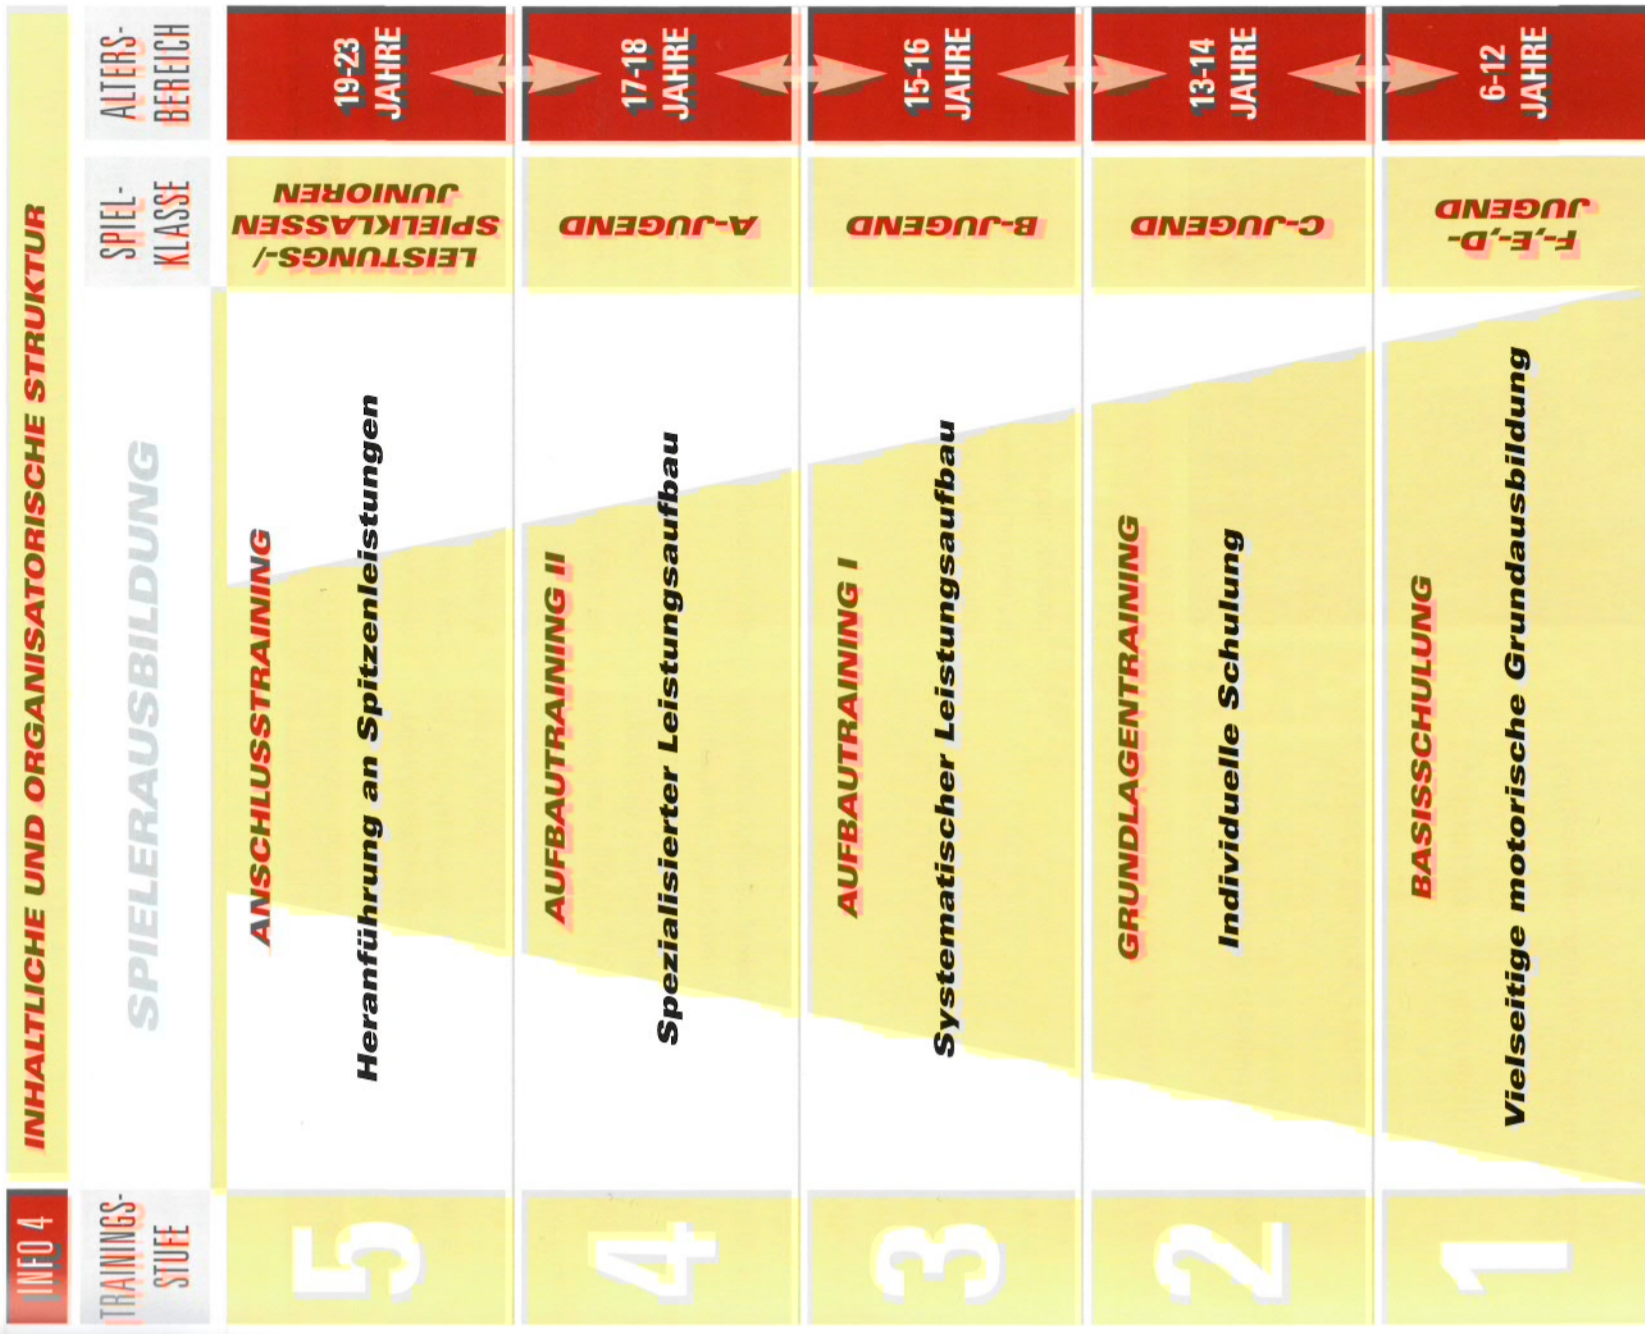 INFO 4
INHALTLICHE UND ORGANISATORISCHE STRUKTUR
TRAININGS-
STUFE
SPIELERAUSBILDUNG
SPIEL-
KLASSE
ALTERS-
BEREICH
5
ANSCHLUSSTRAINING
Heranführung an Spitzenleistungen
LEISTUNGS-/
SPIELKLASSEN
JUNIOREN
19-23
JAHRE
4
AUFBAUTRAINING II
Spezialisierter Leistungsaufbau
A-JUGEND
17-18
JAHRE
3
AUFBAUTRAINING I
Systematischer Leistungsaufbau
B-JUGEND
15-16
JAHRE
2
GRUNDLAGENTRAINING
Individuelle Schulung
C-JUGEND
13-14
JAHRE
1
BASISSCHULUNG
Vielseitige motorische Grundausbildung
F-,E-,D-
JUGEND
6-12
JAHRE